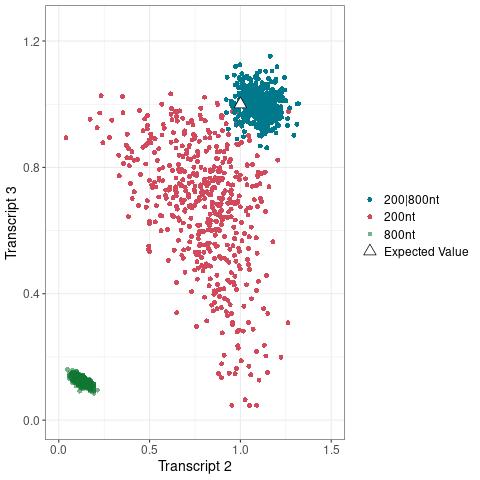 1.2
0.8
0.4
0.0
Transcript 3
0.0 0.5 1.0 1.5
Transcript 2
200|800nt
200nt
800nt
Expected Value